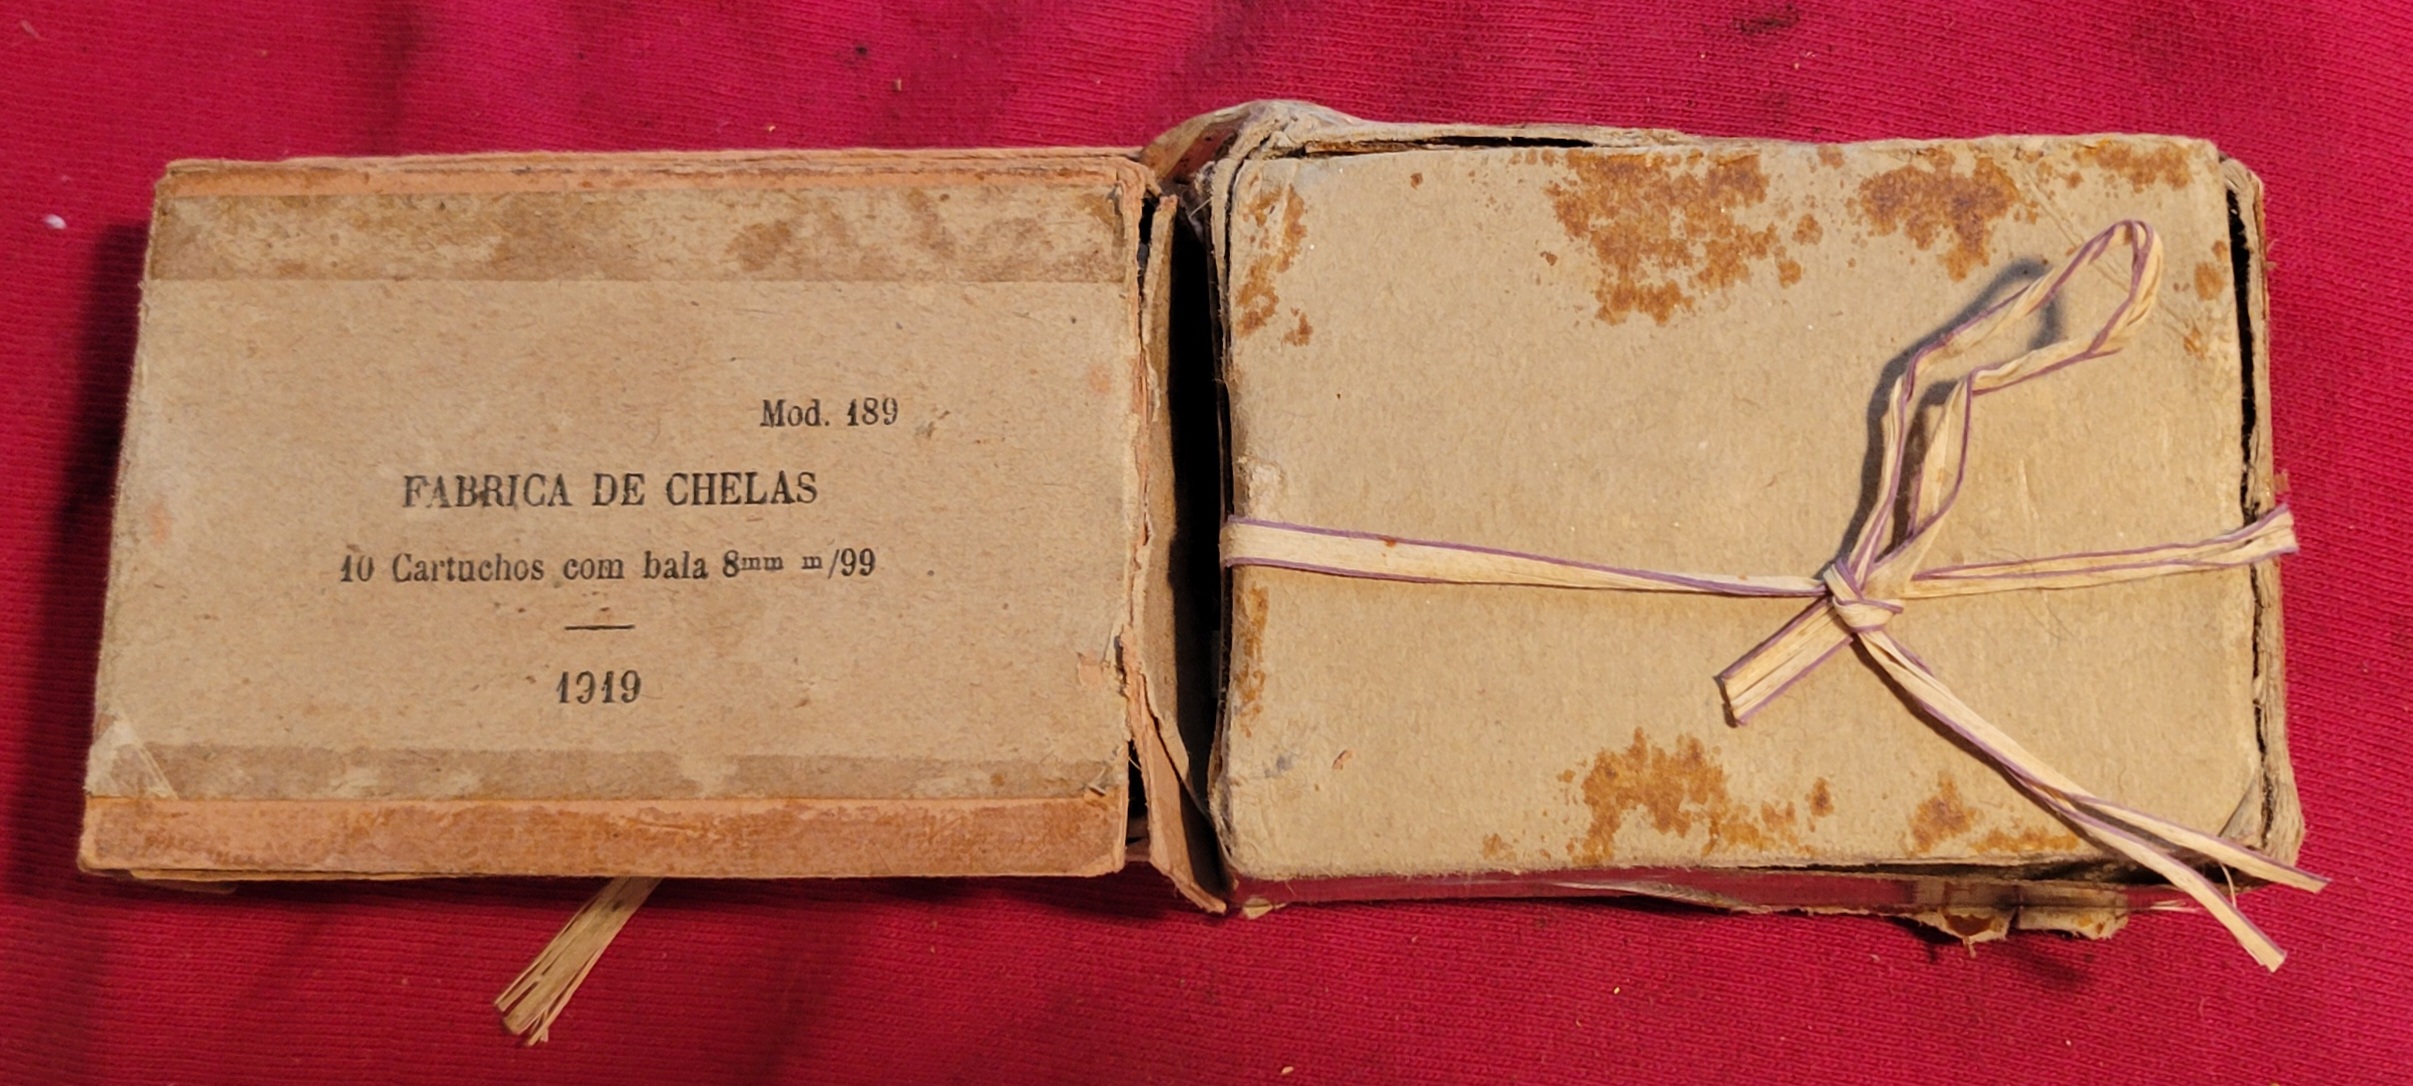 Mod. 189
FABRICA DE CHELAS
10 Cartuchos com bala 8mm m/99
1919